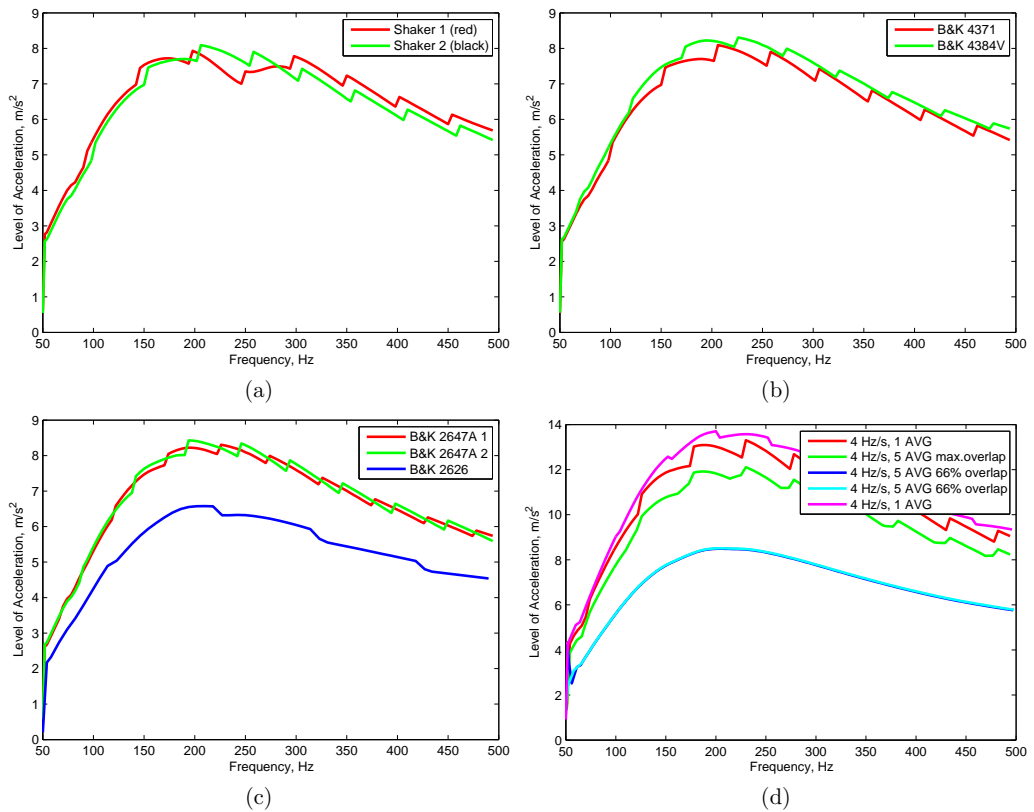 9
8
7
6
5
4
3
2
1
0
Level of Acceleration, m/s²
50 100 150 200 250 300 350 400 450 500
Frequency, Hz
Shaker 1 (red)
Shaker 2 (black)
(a)
9
8
7
6
5
4
3
2
1
0
Level of Acceleration, m/s²
50 100 150 200 250 300 350 400 450 500
Frequency, Hz
B&K 4371
B&K 4384V
(b)
9
8
7
6
5
4
3
2
1
0
Level of Acceleration, m/s²
50 100 150 200 250 300 350 400 450 500
Frequency, Hz
B&K 2647A 1
B&K 2647A 2
B&K 2626
(c)
14
12
10
8
6
4
2
0
Level of Acceleration, m/s²
50 100 150 200 250 300 350 400 450 500
Frequency, Hz
4 Hz/s, 1 AVG
4 Hz/s, 5 AVG max.overlap
4 Hz/s, 5 AVG 66% overlap
4 Hz/s, 5 AVG 66% overlap
4 Hz/s, 1 AVG
(d)